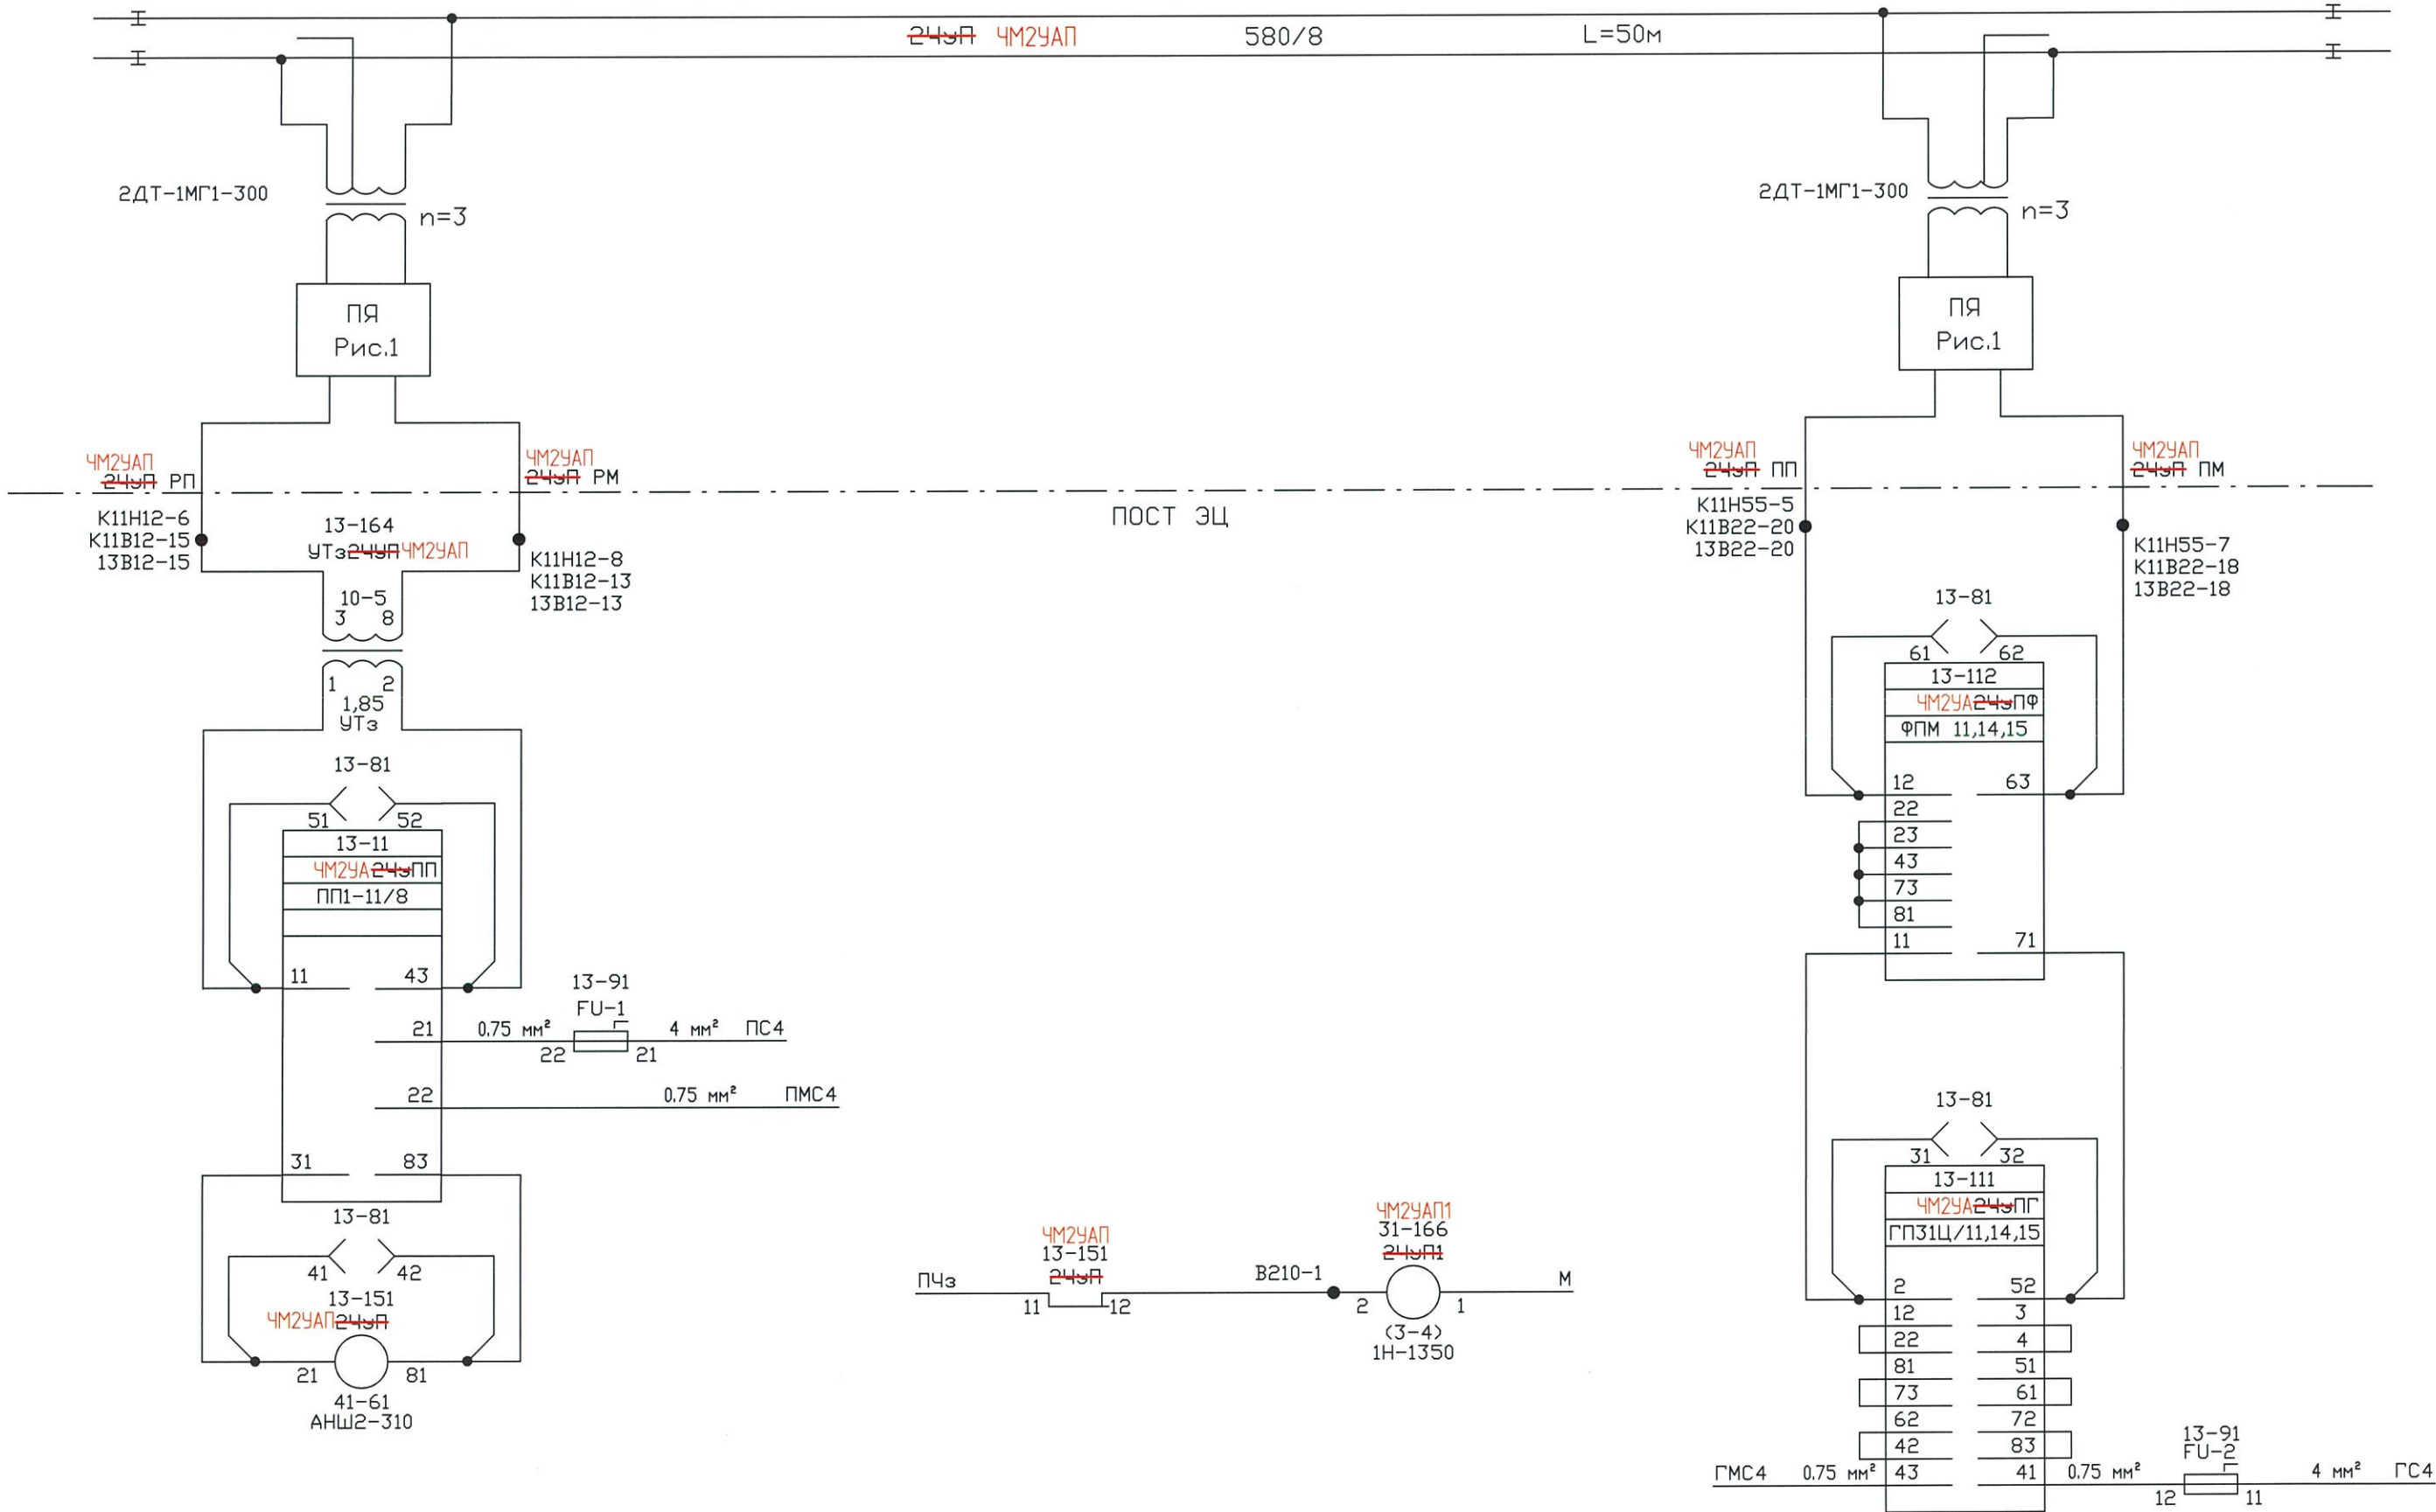 24уП ЧМ2УАП 580/8 L=50м
2ДТ-1МГ1-300
n=3
2ДТ-1МГ1-300
n=3
ПЯ
Рис.1
ПЯ
Рис.1
ЧМ2УАП
2ЧуП РП
ЧМ2УАП
2ЧуП РМ
ЧМ2УАП
2ЧуП ПП
ЧМ2УАП
2ЧуП ПМ
ПОСТ ЭЦ
К11Н12-6
К11В12-15
13В12-15
13-164
УТз2ЧУПЧМ2УАП
К11Н12-8
К11В12-13
13В12-13
10-5
3 8
1 2
1,85
УТз
13-81
51 52
13-11
ЧМ2УА2ЧуПП
ПП1-11/8
11 43
21 0.75 мм² 22 13-91 FU-1 21 4 мм² ПС4
22 0.75 мм² ПМС4
31 83
13-81
41 42
13-151
ЧМ2УАП2ЧуП
21 81
41-61
АНШ2-310
ЧМ2УАП
13-151
2ЧуП
ПЧз 11 12
В210-1
ЧМ2УАП1
31-166
2ЧуП1
2 1 М
(3-4)
1Н-1350
К11Н55-5
К11В22-20
13В22-20
К11Н55-7
К11В22-18
13В22-18
13-81
61 62
13-112
ЧМ2УА2ЧуПФ
ФПМ 11,14,15
12 63
22
23
43
73
81
11 71
13-81
31 32
13-111
ЧМ2УА2ЧуПГ
ГП31Ц/11,14,15
2 52
12 3
22 4
81 51
73 61
62 72
42 83
ГМС4 0.75 мм² 43 41 0.75 мм² 12 13-91 FU-2 11 4 мм² ГС4